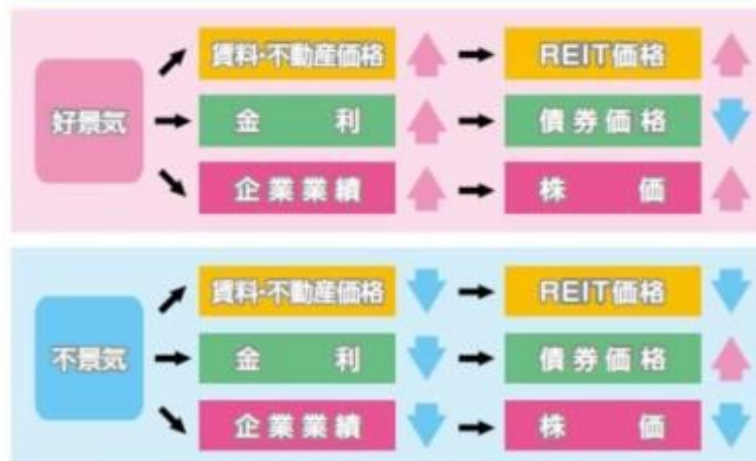 賃料・不動産価格 REIT価格
好景気 金利 債券価格
企業業績 株価
賃料・不動産価格 REIT価格
不景気 金利 債券価格
企業業績 株価